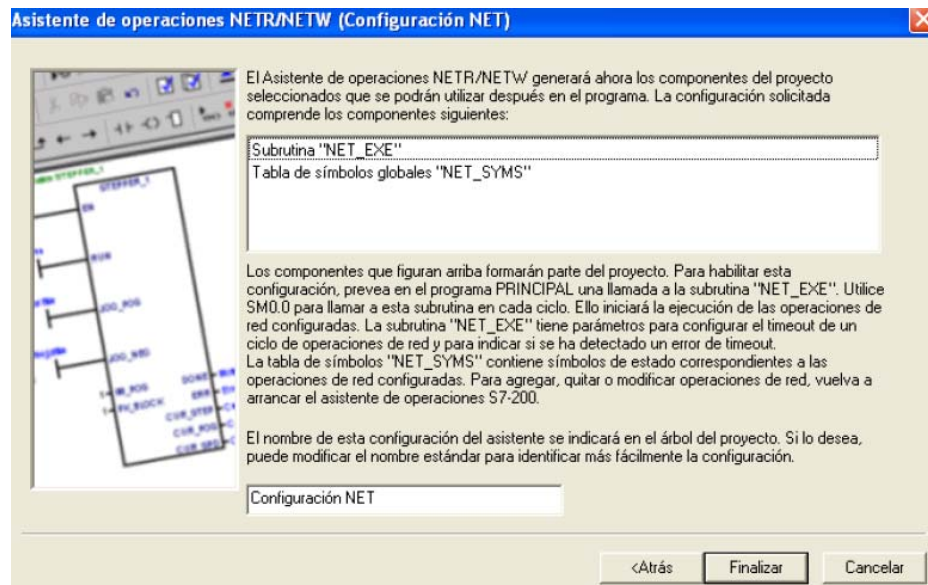 Asistente de operaciones NETR/NETW (Configuración NET)
El Asistente de operaciones NETR/NETW generará ahora los componentes del proyecto
seleccionados que se podrán utilizar después en el programa. La configuración solicitada
comprende los componentes siguientes:
Subrutina "NET_EXE"
Tabla de símbolos globales "NET_SYMS"
Los componentes que figuran arriba formarán parte del proyecto. Para habilitar esta
configuración, prevea en el programa PRINCIPAL una llamada a la subrutina "NET_EXE". Utilice
SM0.0 para llamar a esta subrutina en cada ciclo. Ello iniciará la ejecución de las operaciones de
red configuradas. La subrutina "NET_EXE" tiene parámetros para configurar el timeout de un
ciclo de operaciones de red y para indicar si se ha detectado un error de timeout.
La tabla de símbolos "NET_SYMS" contiene símbolos de estado correspondientes a las
operaciones de red configuradas. Para agregar, quitar o modificar operaciones de red, vuelva a
arrancar el asistente de operaciones S7-200.
El nombre de esta configuración del asistente se indicará en el árbol del proyecto. Si lo desea,
puede modificar el nombre estándar para identificar más fácilmente la configuración.
Configuración NET
<Atrás
Finalizar
Cancelar
STEPPER_1
EN
RUN
DONE